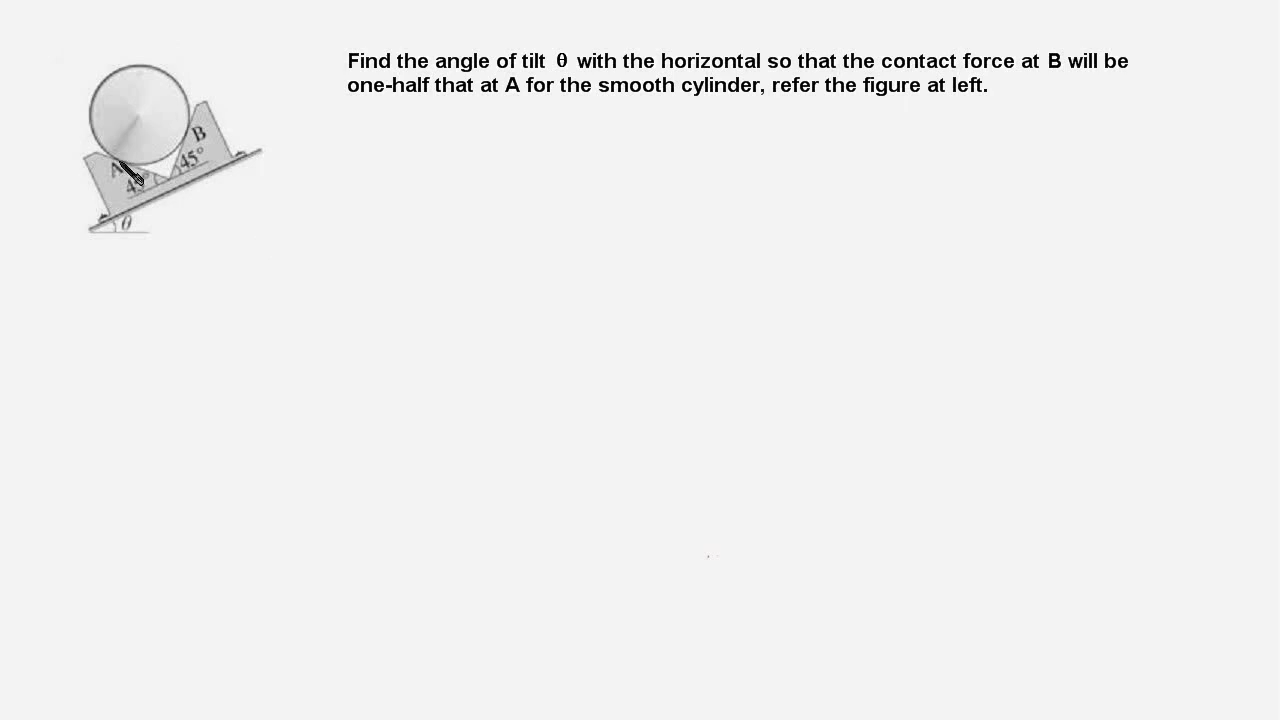 Find the angle of tilt θ with the horizontal so that the contact force at B will be
one-half that at A for the smooth cylinder, refer the figure at left.
B
A
45°
θ